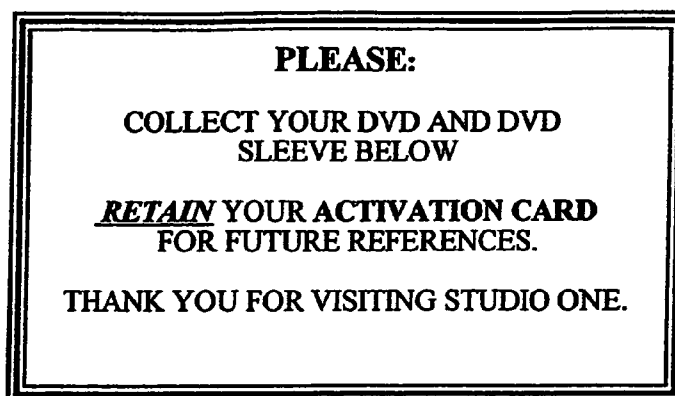 PLEASE:
COLLECT YOUR DVD AND DVD
SLEEVE BELOW
RETAIN YOUR ACTIVATION CARD
FOR FUTURE REFERENCES.
THANK YOU FOR VISITING STUDIO ONE.